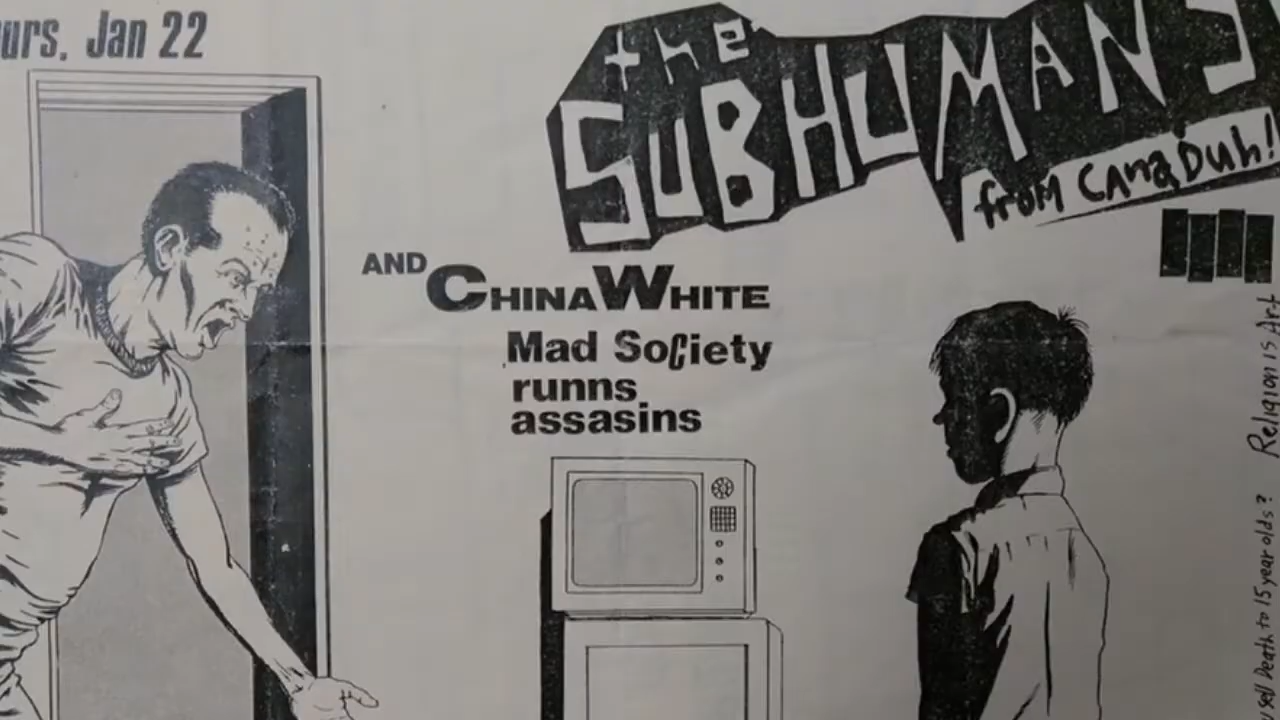 urs, Jan 22
the
SUBHUMANS
from CANADUh!
AND CHINA WHITE
Mad Society
runns
assasins
Religion is Art
sell Death to 15 year olds?